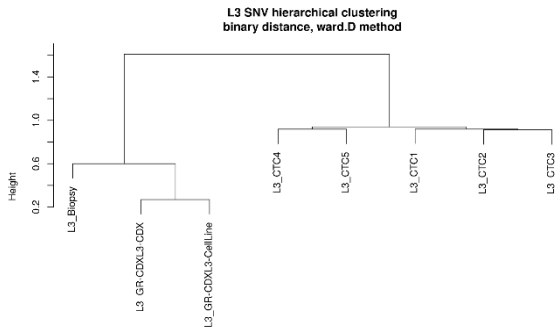 L3 SNV hierarchical clustering
binary distance, ward.D method
Height
1.4
1.0
0.6
0.2
L3_Biopsy
L3_GR-CDXL3-CDX
L3_GR-CDXL3-CellLine
L3_CTC4
L3_CTC5
L3_CTC1
L3_CTC2
L3_CTC3